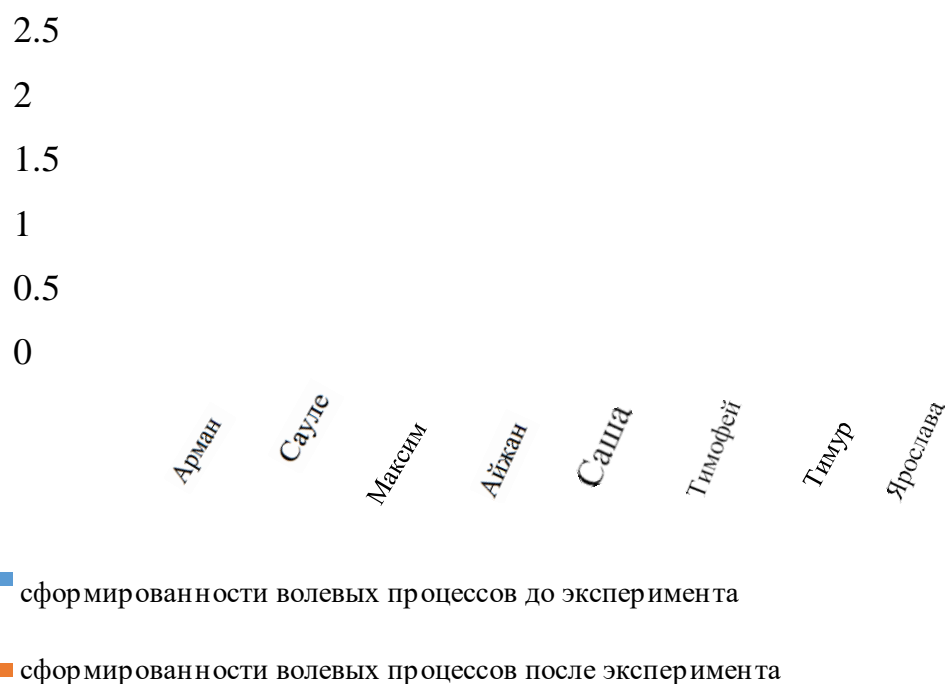 2.5
2
1.5
1
0.5
0
Арман
Сауле
Максим
Айжан
Саша
Тимофей
Тимур
Ярослава
сформированности волевых процессов до эксперимента
сформированности волевых процессов после эксперимента